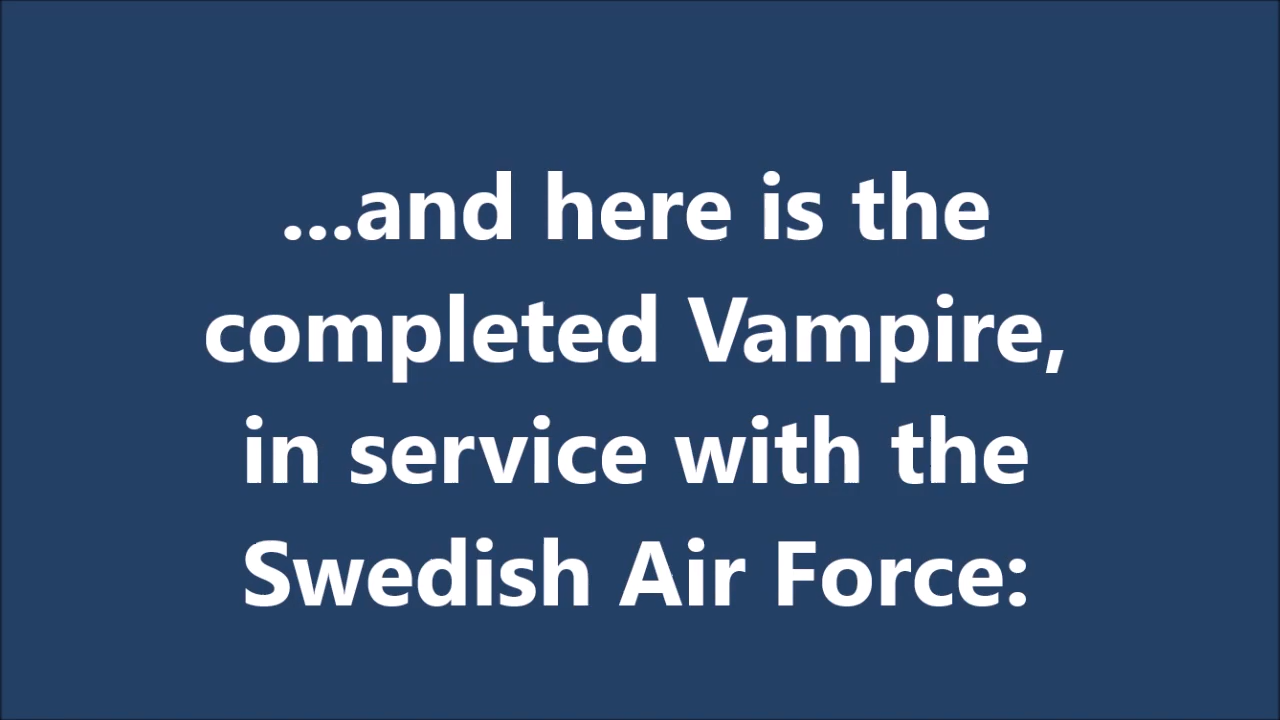 ...and here is the
completed Vampire,
in service with the
Swedish Air Force: